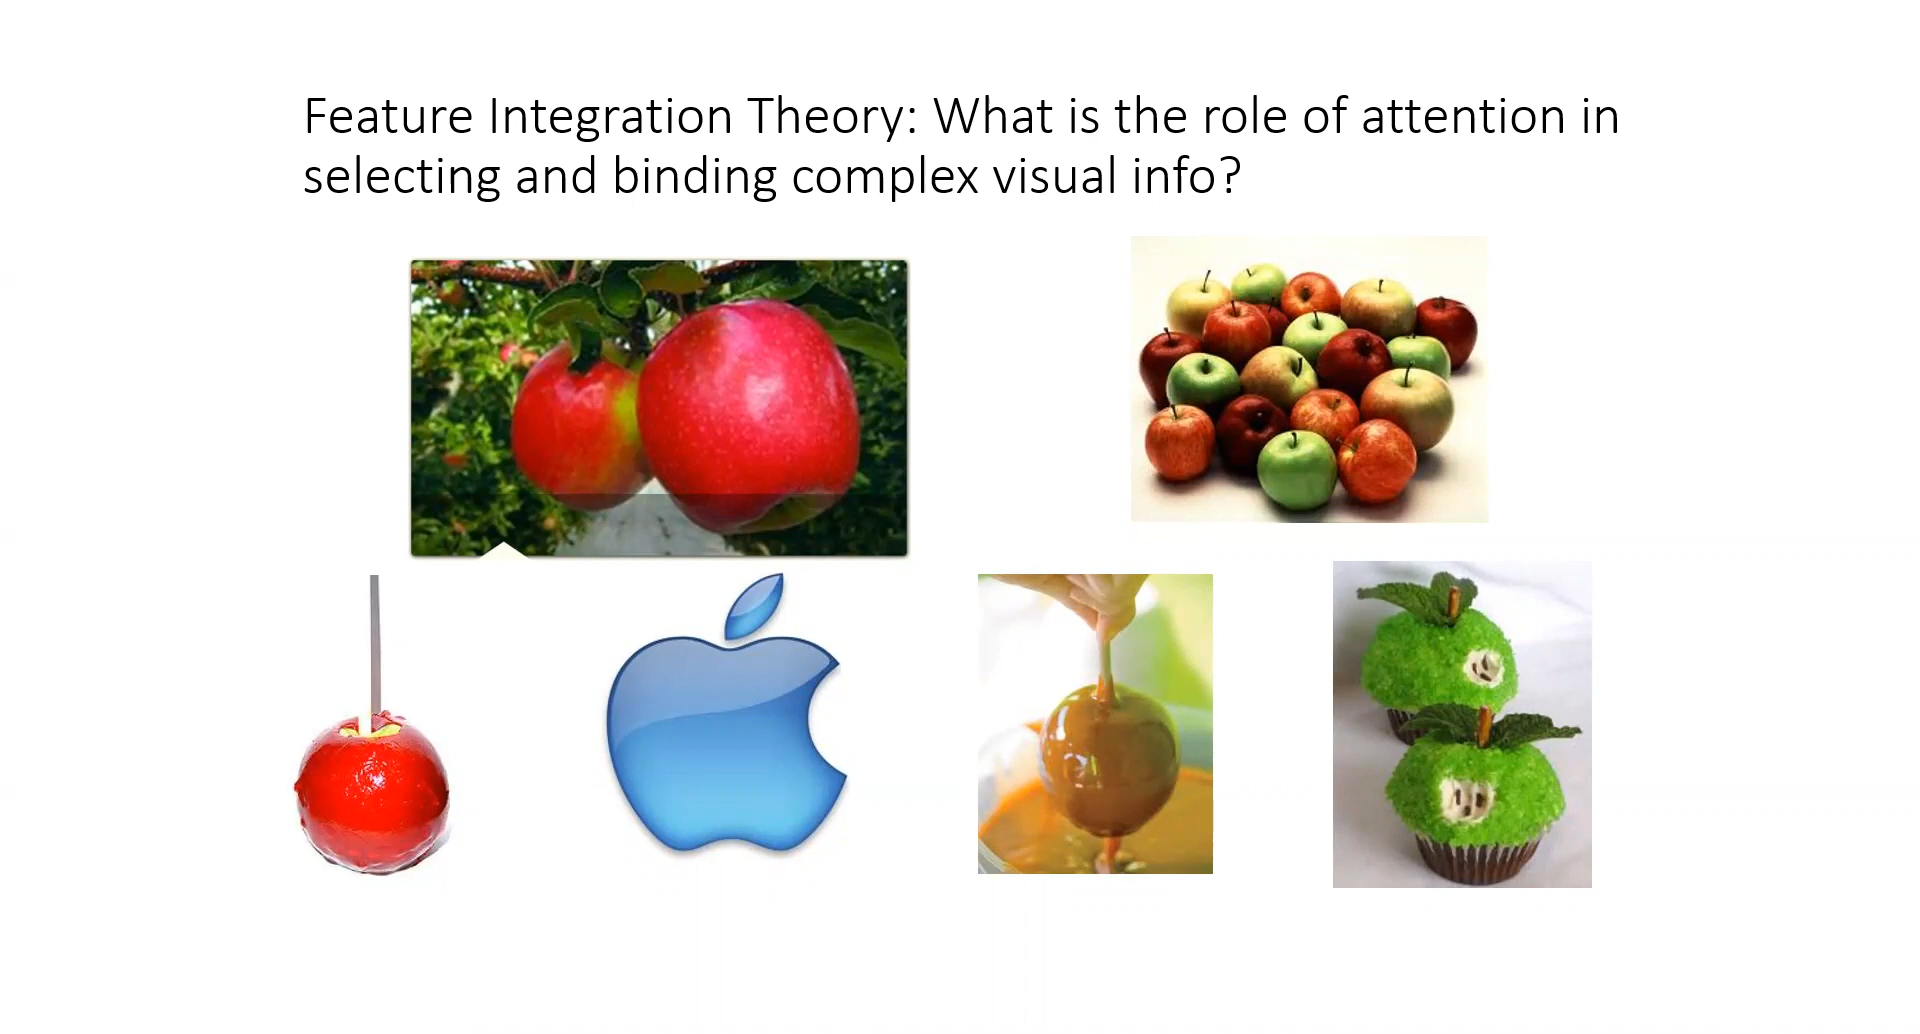 Feature Integration Theory: What is the role of attention in
selecting and binding complex visual info?